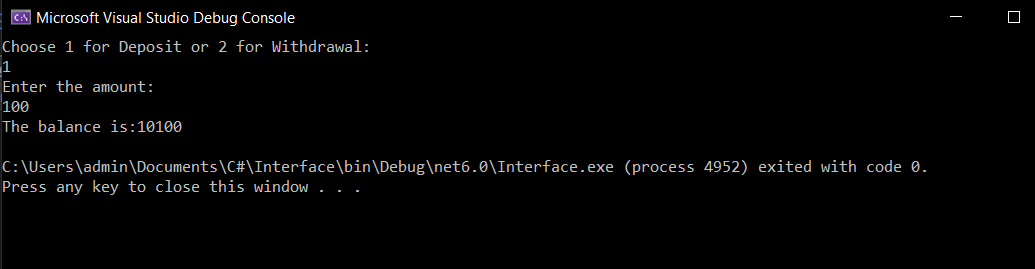 Microsoft Visual Studio Debug Console
Choose 1 for Deposit or 2 for Withdrawal:
1
Enter the amount:
100
The balance is:10100
C:\Users\admin\Documents\C#\Interface\bin\Debug\net6.0\Interface.exe (process 4952) exited with code 0.
Press any key to close this window . . .